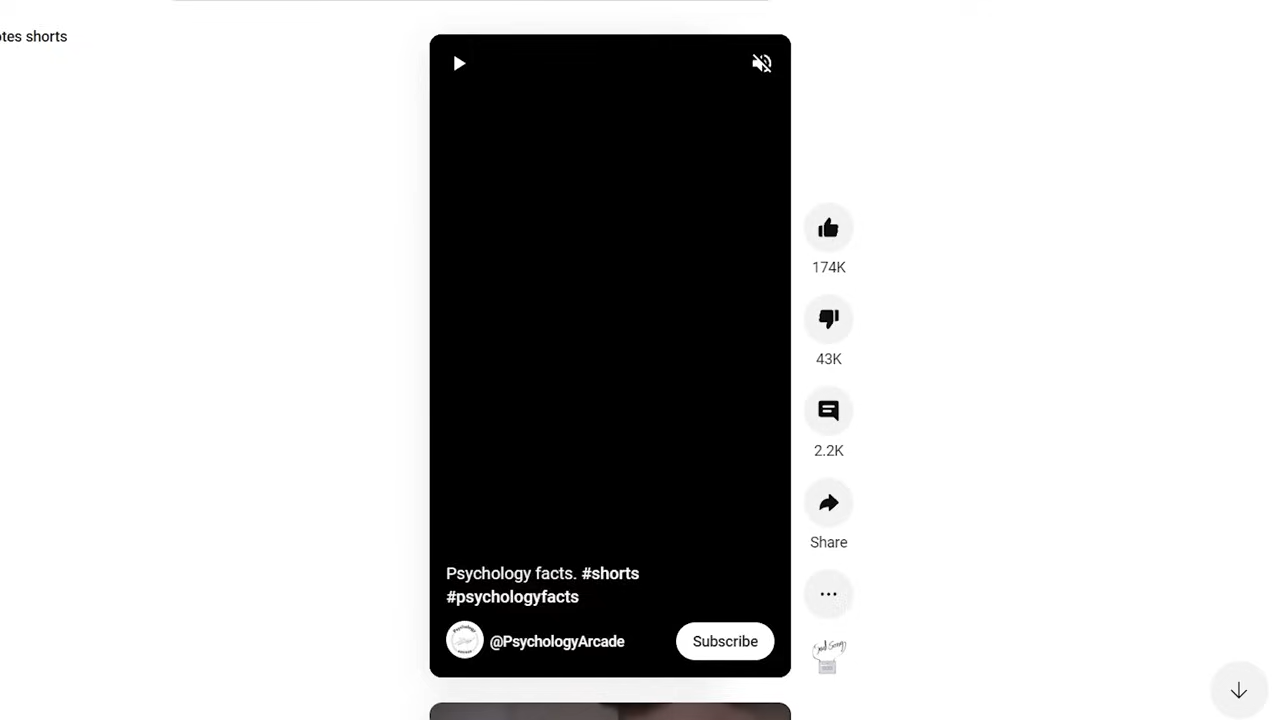 otes shorts
174K
43K
2.2K
Share
Psychology facts. #shorts
#psychologyfacts
@PsychologyArcade
Subscribe